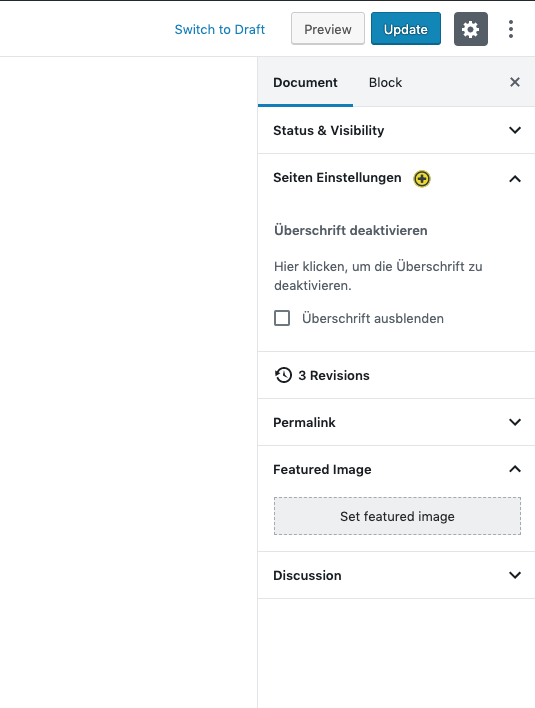 Switch to Draft Preview Update
Document Block
Status & Visibility
Seiten Einstellungen
Überschrift deaktivieren
Hier klicken, um die Überschrift zu
deaktivieren.
Überschrift ausblenden
3 Revisions
Permalink
Featured Image
Set featured image
Discussion